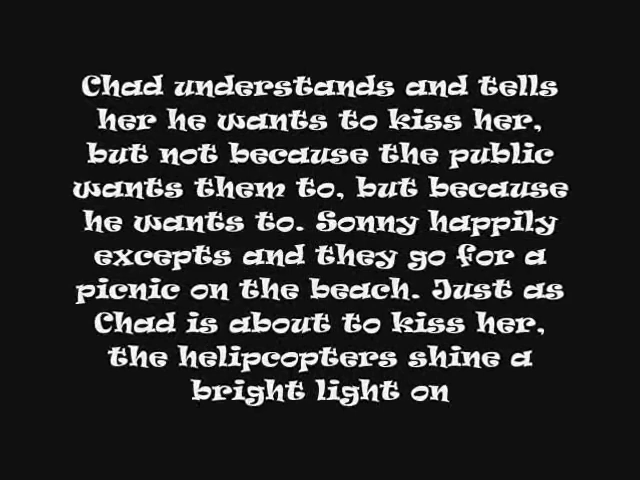 Chad understands and tells
her he wants to kiss her,
but not because the public
wants them to, but because
he wants to. Sonny happily
excepts and they go for a
picnic on the beach. Just as
Chad is about to kiss her,
the helipcopters shine a
bright light on